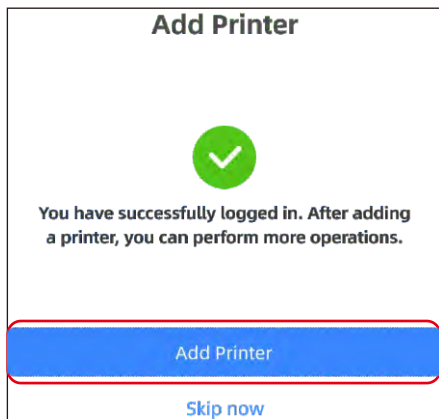 Add Printer
You have successfully logged in. After adding
a printer, you can perform more operations.
Add Printer
Skip now